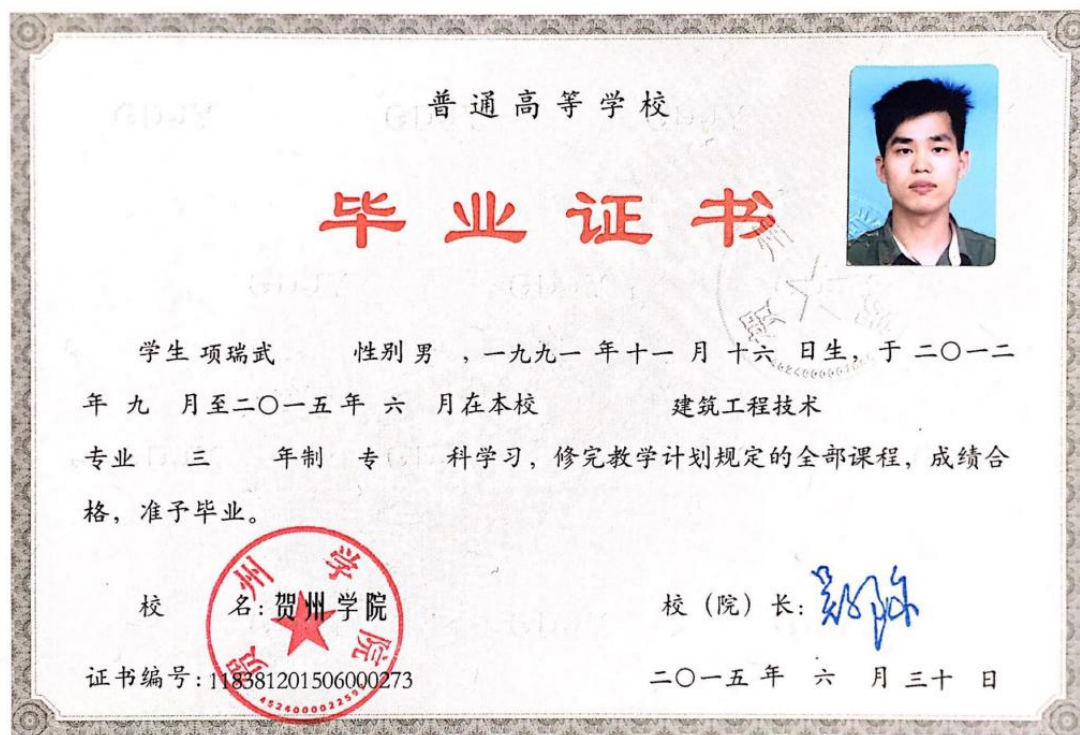 普通高等学校
毕业证书
学生 项瑞武 性别 男 ，一九九一 年十一 月 十六 日生，于 二〇一二
年 九 月至二〇一五年 六 月在本校 建筑工程技术
专业 三 年制 专 科学习，修完教学计划规定的全部课程，成绩合
格，准予毕业。
校 名：贺州学院
校（院）长：
证书编号：118381201506000273
二〇一五 年 六 月 三十 日
贺州学院